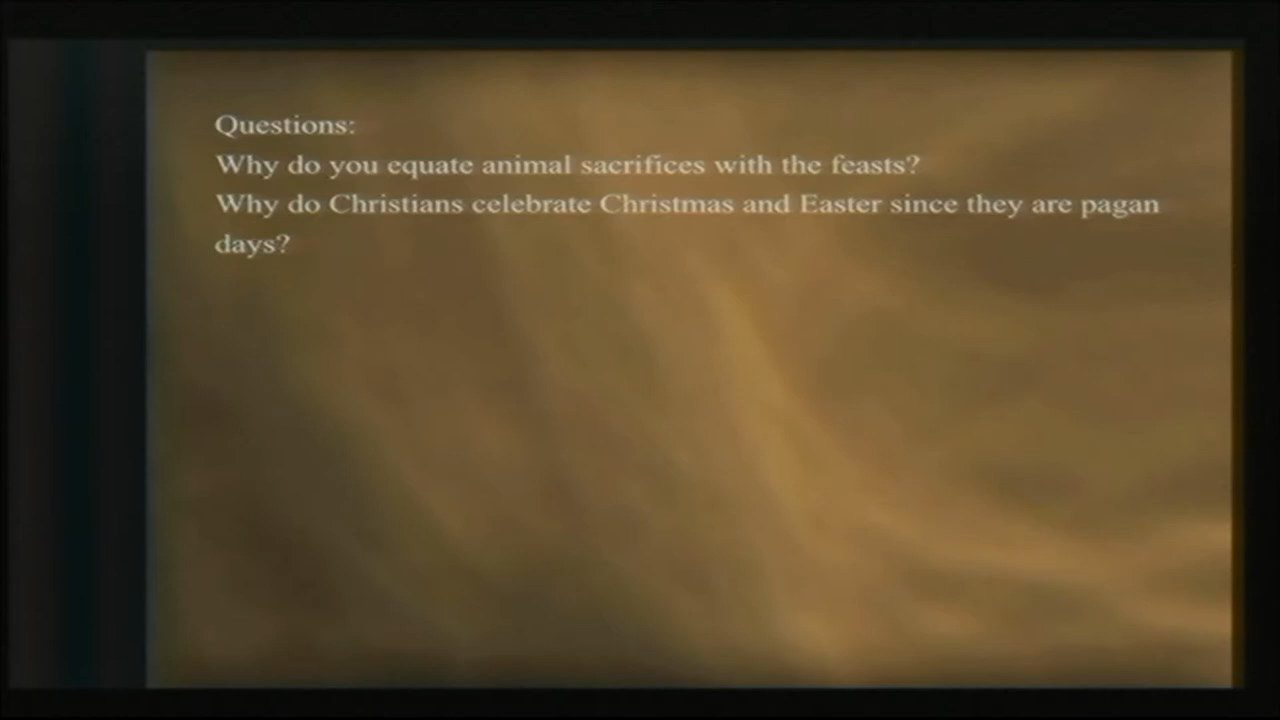 Questions:
Why do you equate animal sacrifices with the feasts?
Why do Christians celebrate Christmas and Easter since they are pagan
days?